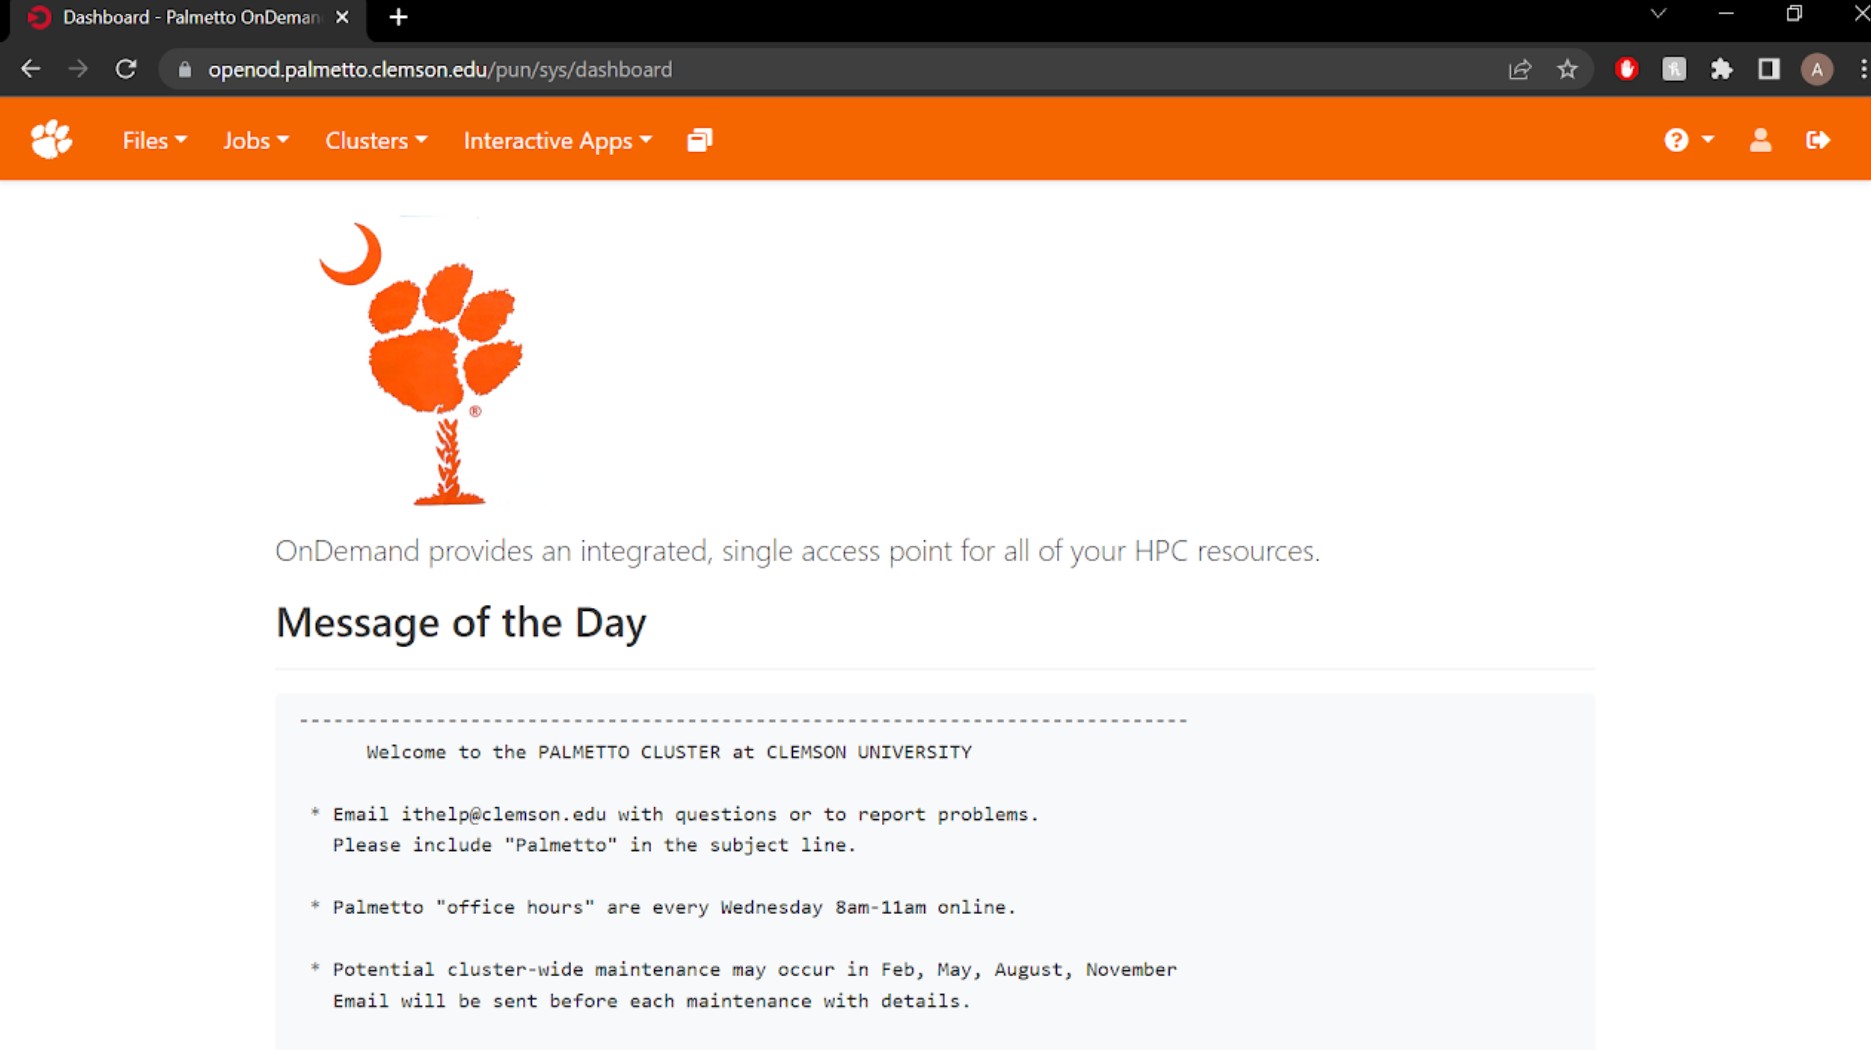 Dashboard - Palmetto OnDeman
openod.palmetto.clemson.edu/pun/sys/dashboard
A
Files Jobs Clusters Interactive Apps ?
®
OnDemand provides an integrated, single access point for all of your HPC resources.
Message of the Day
------------------------------------------------------------------------------
Welcome to the PALMETTO CLUSTER at CLEMSON UNIVERSITY
* Email ithelp@clemson.edu with questions or to report problems.
Please include "Palmetto" in the subject line.
* Palmetto "office hours" are every Wednesday 8am-11am online.
* Potential cluster-wide maintenance may occur in Feb, May, August, November
Email will be sent before each maintenance with details.